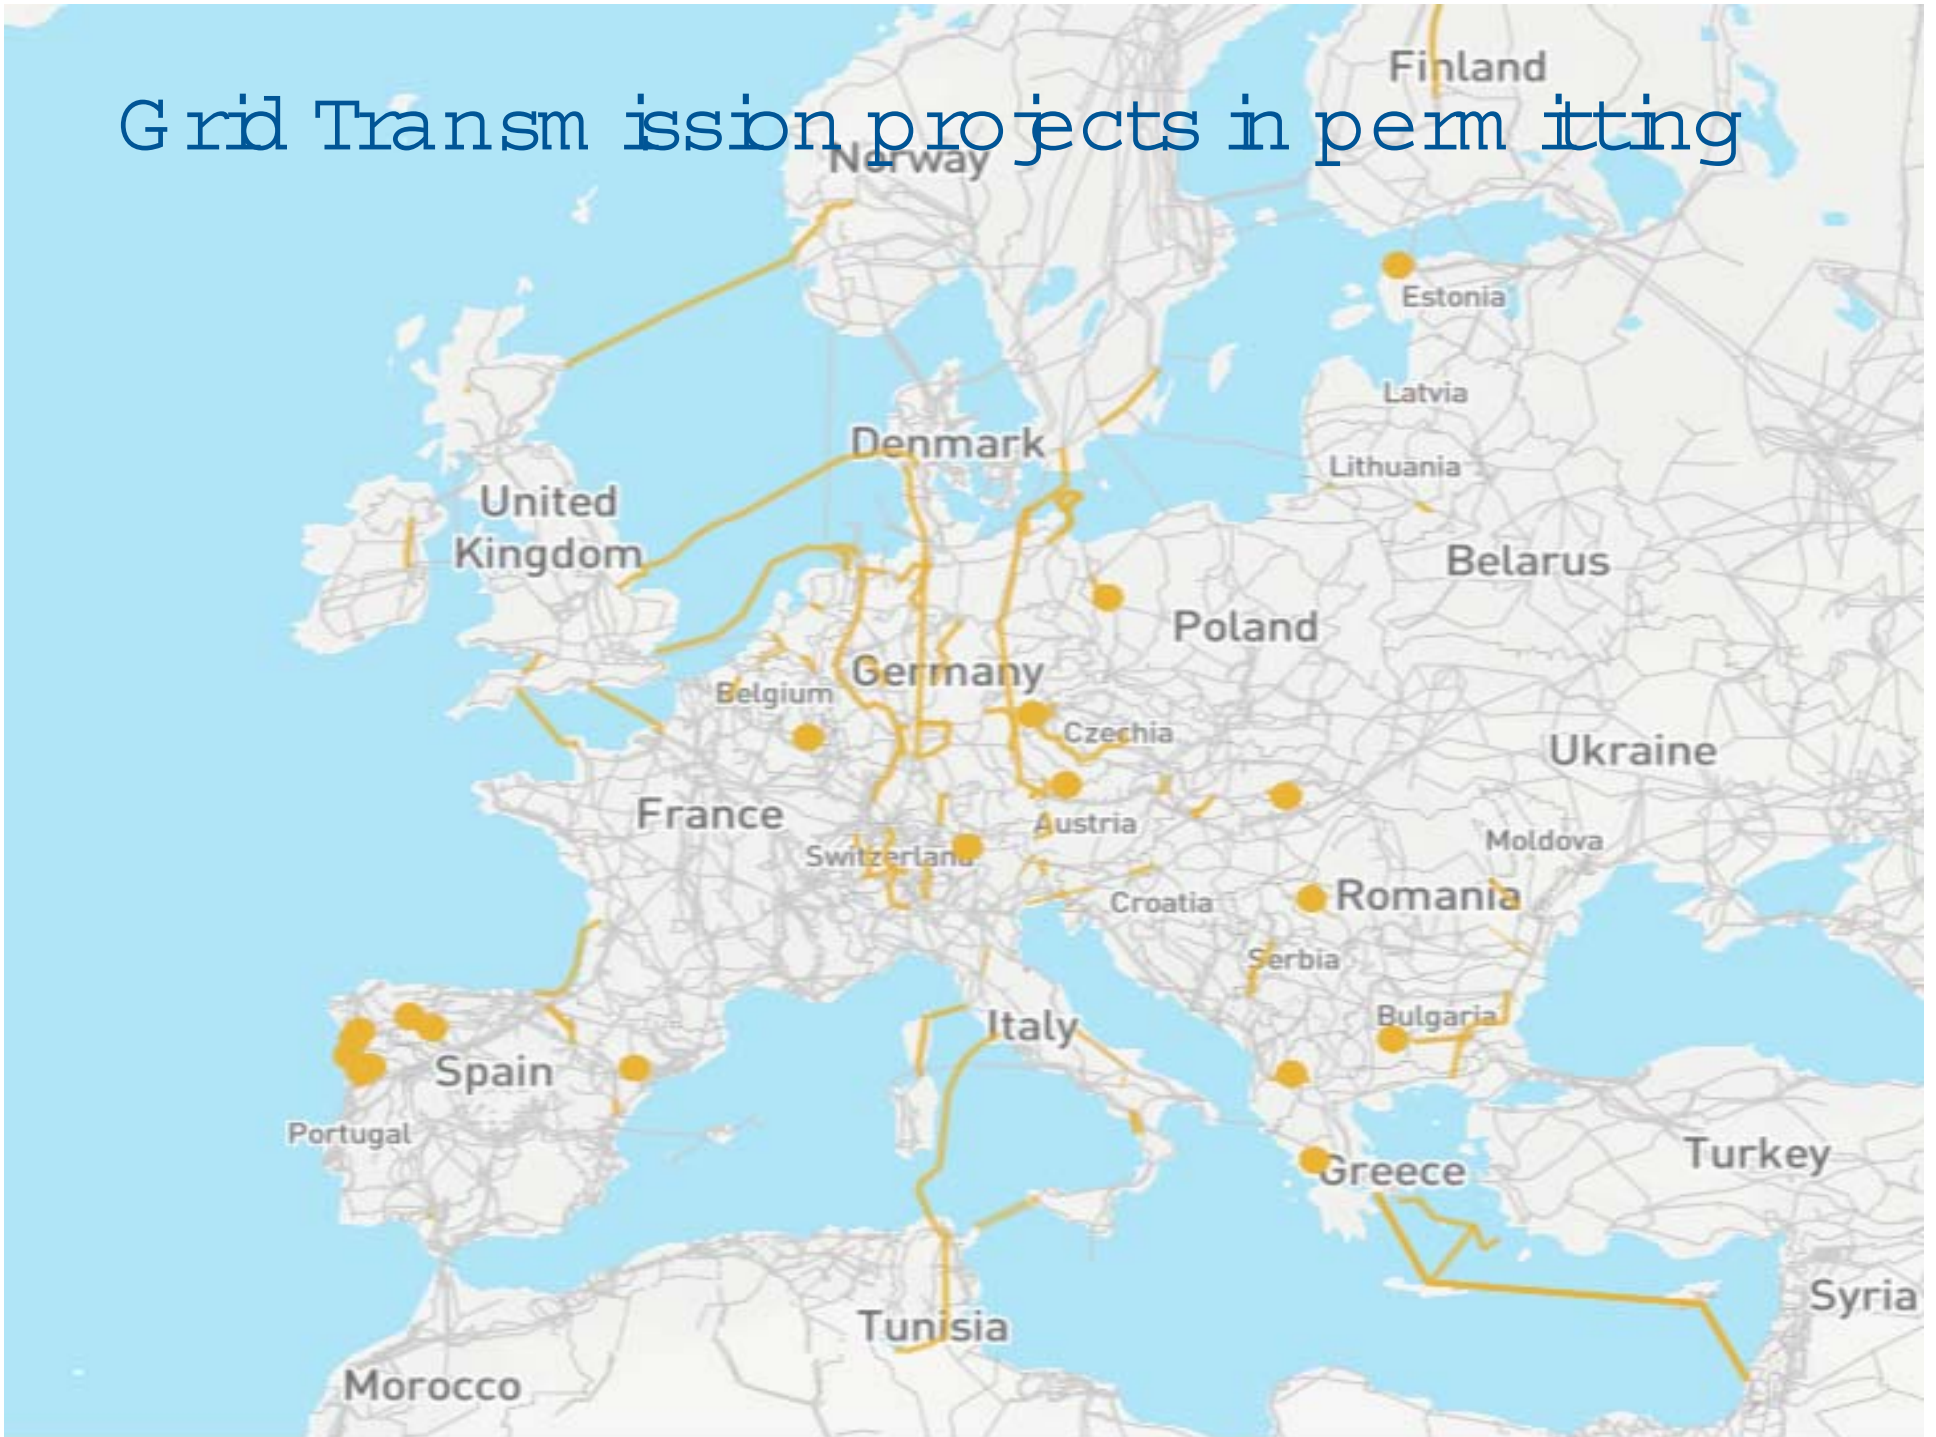 Finland
Grid Transmission projects in permitting
Norway
Estonia
Latvia
Denmark
Lithuania
United
Kingdom
Belarus
Poland
Germany
Belgium
Czechia
Ukraine
France
Austria
Moldova
Switzerland
Romania
Croatia
Serbia
Bulgaria
Italy
Spain
Portugal
Turkey
Greece
Syria
Tunisia
Morocco